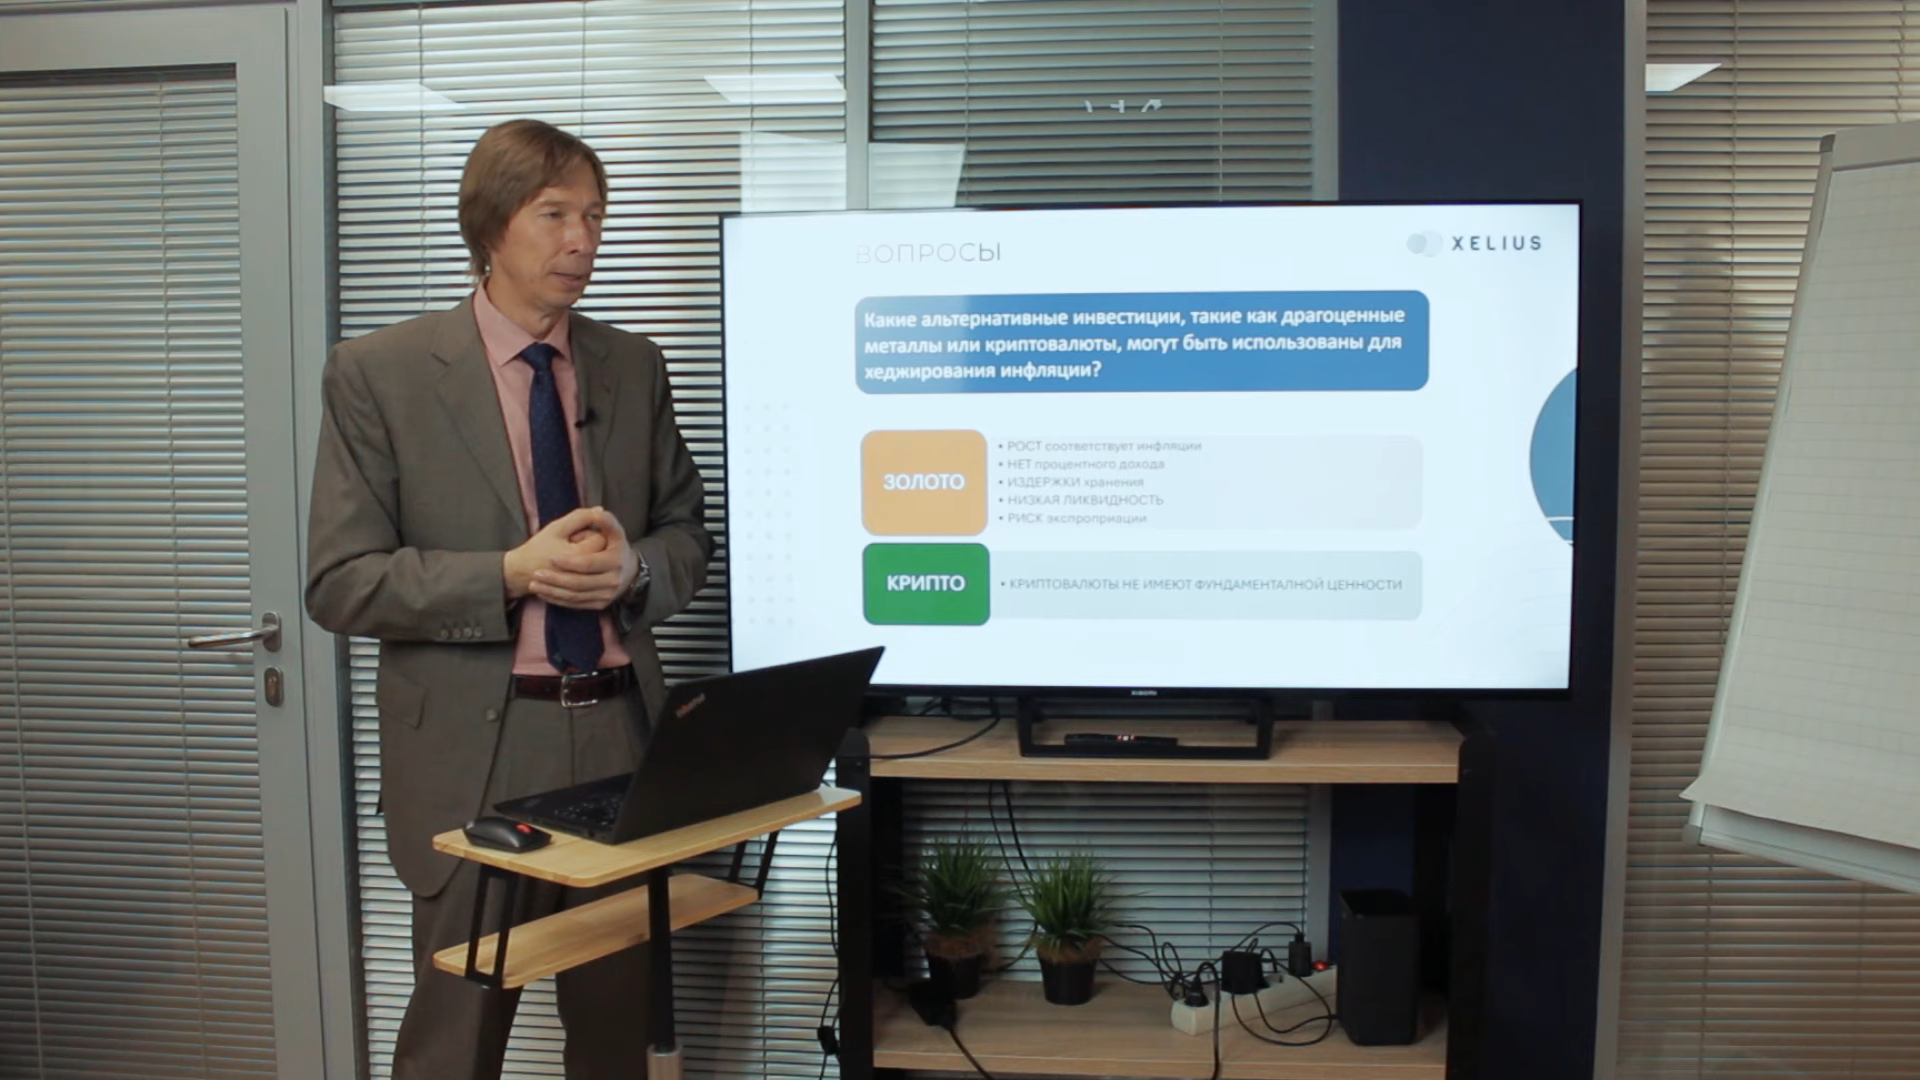 ВОПРОСЫ
XELIUS
Какие альтернативные инвестиции, такие как драгоценные
металлы или криптовалюты, могут быть использованы для
хеджирования инфляции?
ЗОЛОТО
• РОСТ соответствует инфляции
• НЕТ процентного дохода
• ИЗДЕРЖКИ хранения
• НИЗКАЯ ЛИКВИДНОСТЬ
• РИСК экспроприации
КРИПТО
• КРИПТОВАЛЮТЫ НЕ ИМЕЮТ ФУНДАМЕНТАЛНОЙ ЦЕННОСТИ